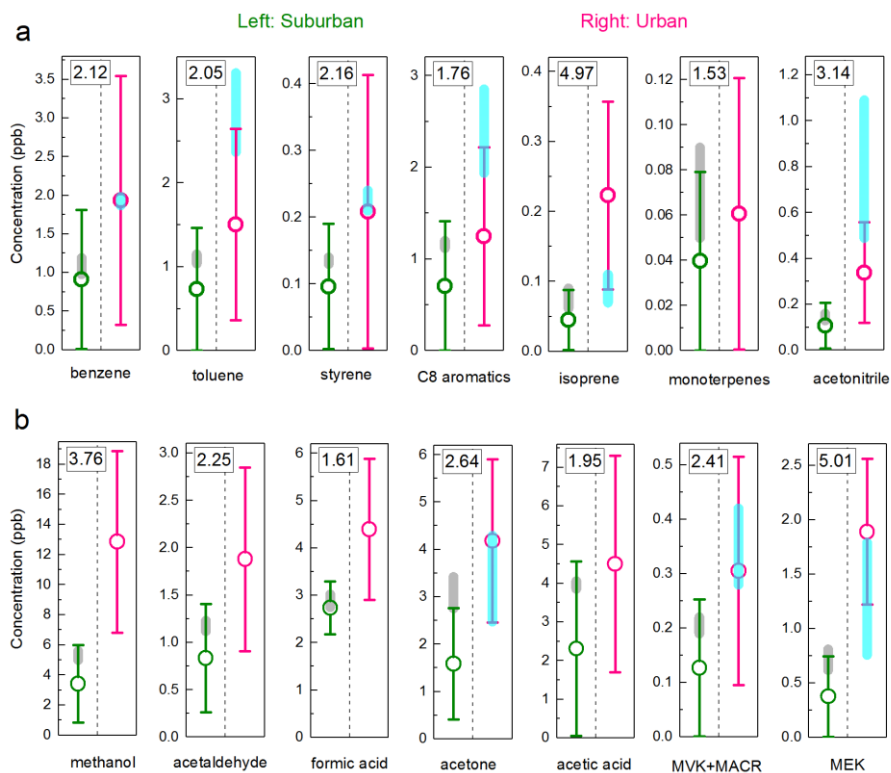 Left: Suburban Right: Urban
a
2.12 2.05 2.16 1.76 4.97 1.53 3.14
Concentration (ppb)
3.5 3.0 2.5 2.0 1.5 1.0 0.5 0.0
3 2 1 0
0.4 0.3 0.2 0.1 0.0
3 2 1 0
0.4 0.3 0.2 0.1 0.0
0.12 0.10 0.08 0.06 0.04 0.02 0.00
1.2 1.0 0.8 0.6 0.4 0.2 0.0
benzene toluene styrene C8 aromatics isoprene monoterpenes acetonitrile
b
3.76 2.25 1.61 2.64 1.95 2.41 5.01
Concentration (ppb)
18 16 14 12 10 8 6 4 2 0
3.0 2.5 2.0 1.5 1.0 0.5 0.0
6 5 4 3 2 1 0
6 5 4 3 2 1 0
7 6 5 4 3 2 1 0
0.5 0.4 0.3 0.2 0.1 0.0
2.5 2.0 1.5 1.0 0.5 0.0
methanol acetaldehyde formic acid acetone acetic acid MVK+MACR MEK